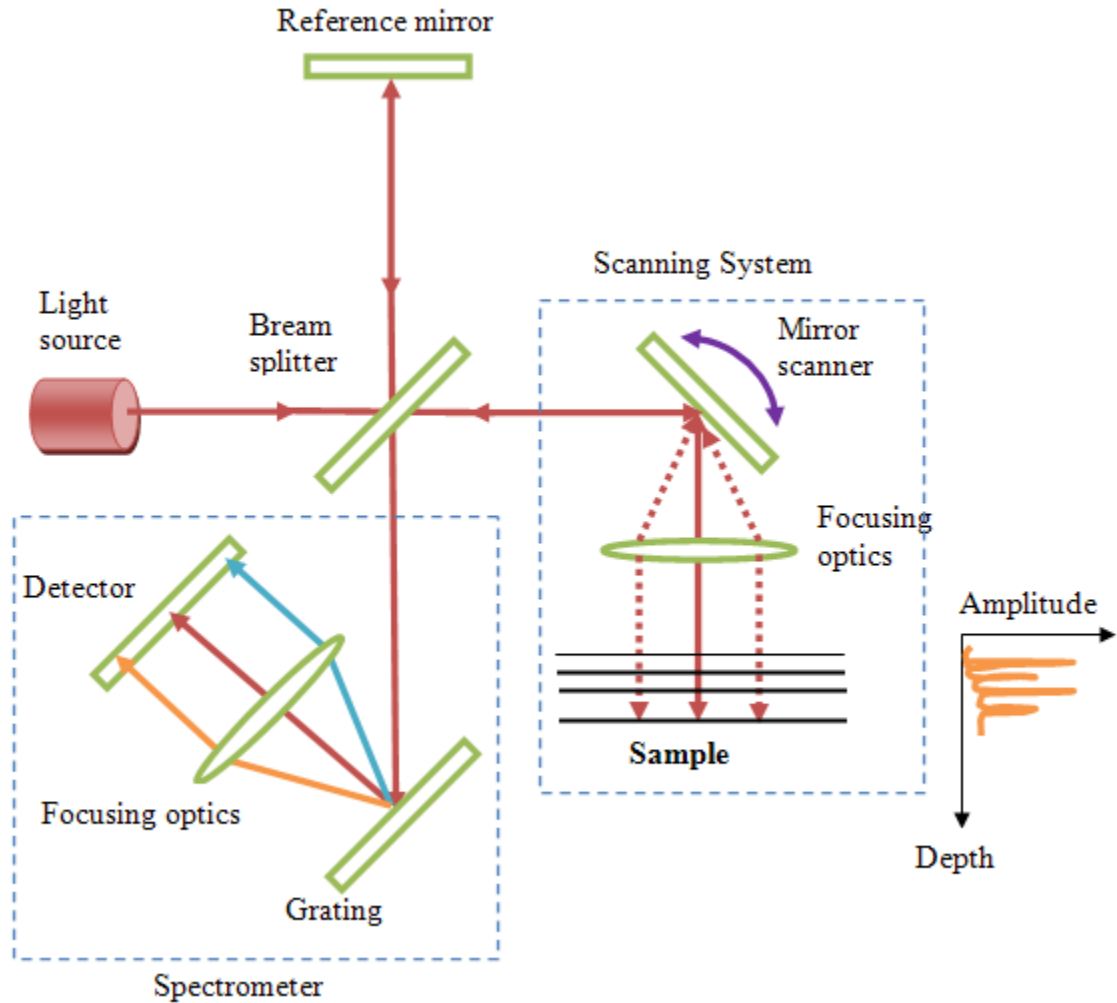 Reference mirror
Scanning System
Light
source
Bream
splitter
Mirror
scanner
Focusing
optics
Detector
Amplitude
Sample
Focusing optics
Depth
Grating
Spectrometer